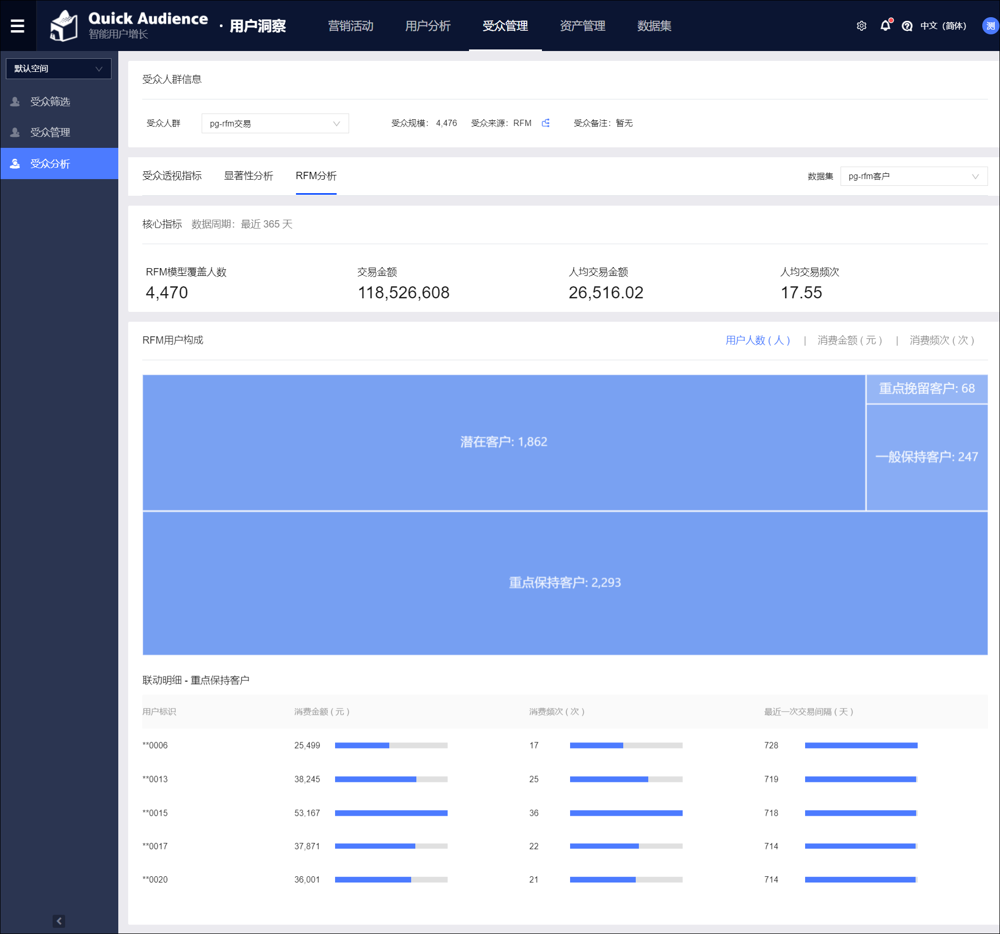 Quick Audience
智能用户增长
· 用户洞察
营销活动 用户分析 受众管理 资产管理 数据集
中文（简体） 测
默认空间
受众筛选
受众管理
受众分析
受众人群信息
受众人群 pg-rfm交易 受众规模： 4,476 受众来源：RFM 受众备注：暂无
受众透视指标 显著性分析 RFM分析 数据集 pg-rfm客户
核心指标 数据周期：最近 365 天
RFM模型覆盖人数 交易金额 人均交易金额 人均交易频次
4,470 118,526,608 26,516.02 17.55
RFM用户构成 用户人数 ( 人 ) | 消费金额 ( 元 ) | 消费频次 ( 次 )
重点挽留客户: 68
潜在客户: 1,862
一般保持客户: 247
重点保持客户: 2,293
联动明细 - 重点保持客户
用户标识 消费金额 ( 元 ) 消费频次 ( 次 ) 最近一次交易间隔 ( 天 )
**0006 25,499 17 728
**0013 38,245 25 719
**0015 53,167 36 718
**0017 37,871 22 714
**0020 36,001 21 714